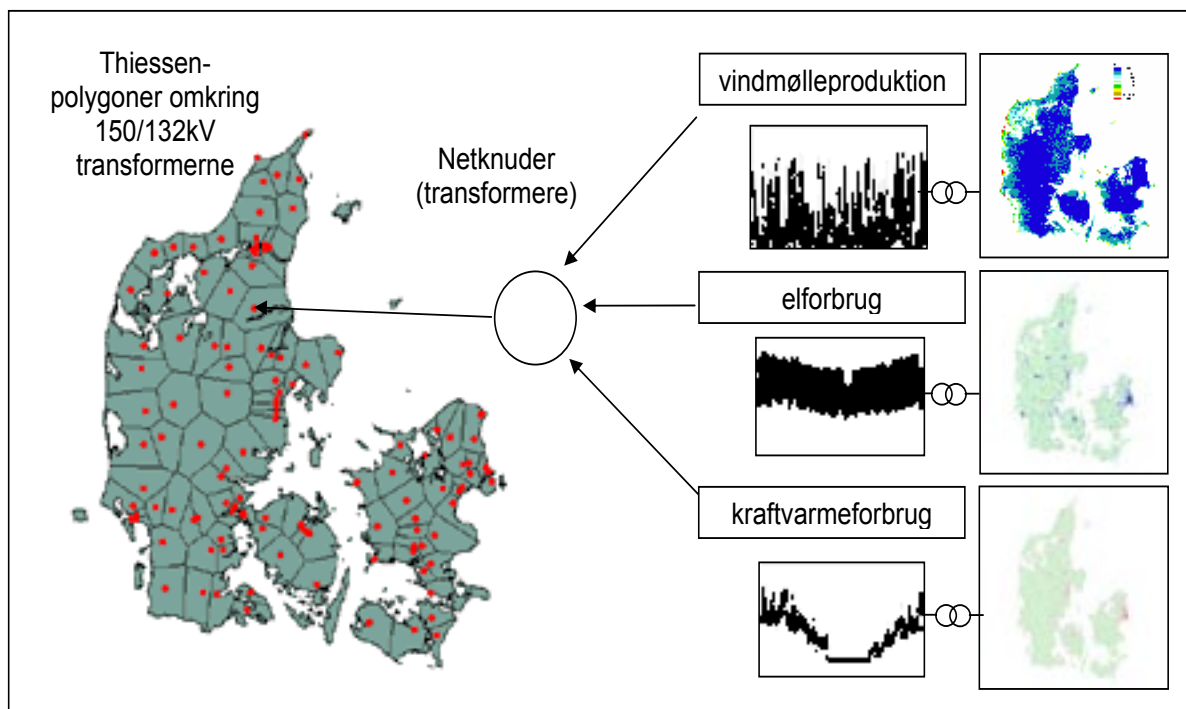 Thiessen-
polygoner omkring
150/132kV
transformerne
Netknuder
(transformere)
vindmølleproduktion
elforbrug
kraftvarmeforbrug